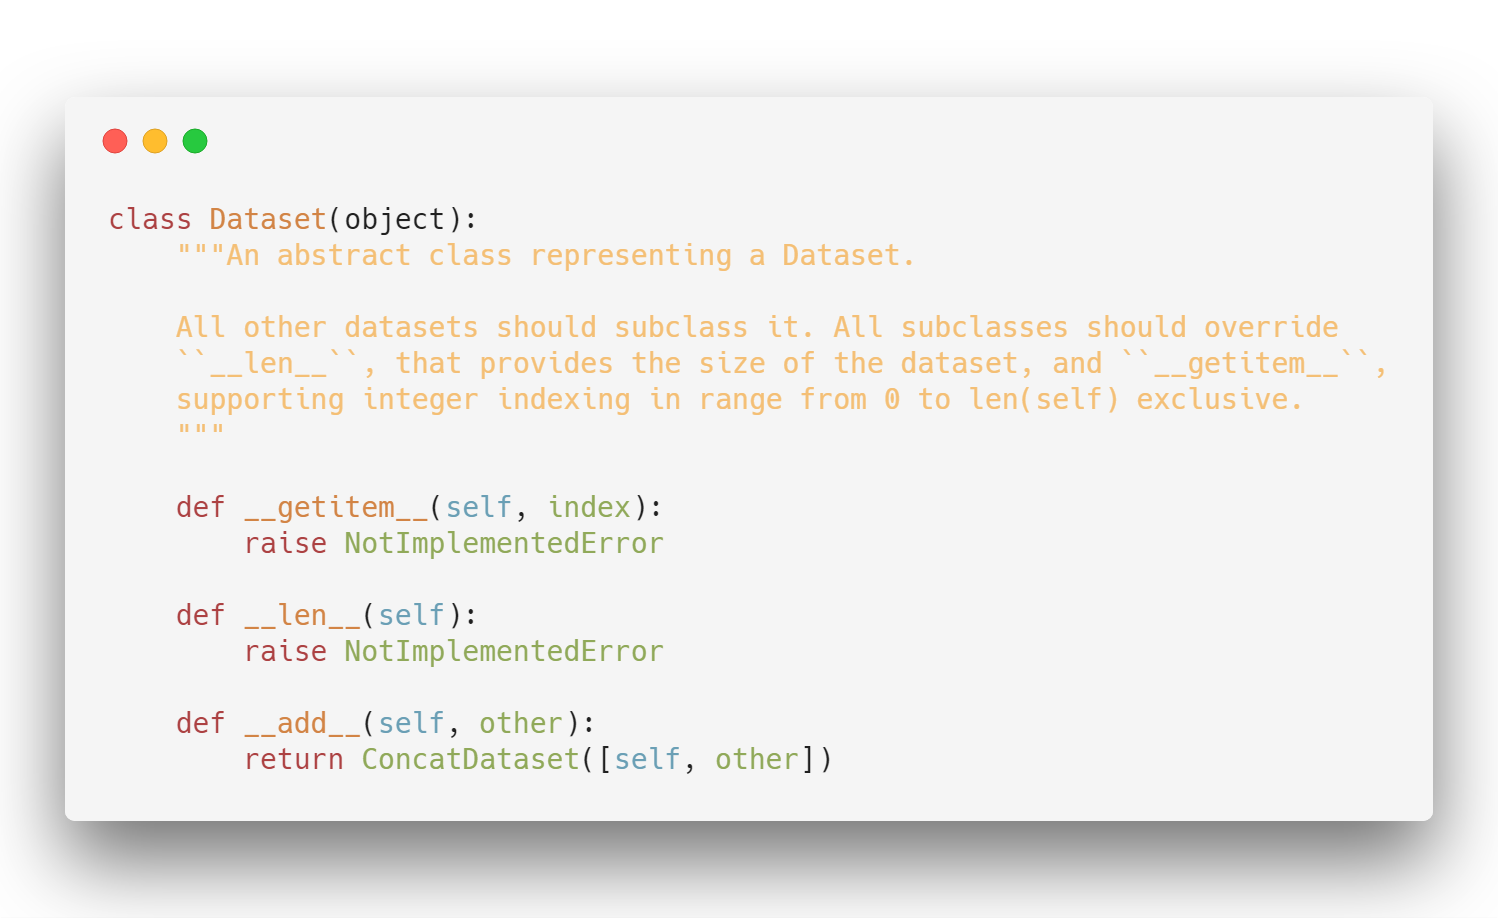 class Dataset(object):
    """An abstract class representing a Dataset.

    All other datasets should subclass it. All subclasses should override
    ``__len__``, that provides the size of the dataset, and ``__getitem__``,
    supporting integer indexing in range from 0 to len(self) exclusive.
    """

    def __getitem__(self, index):
        raise NotImplementedError

    def __len__(self):
        raise NotImplementedError

    def __add__(self, other):
        return ConcatDataset([self, other])